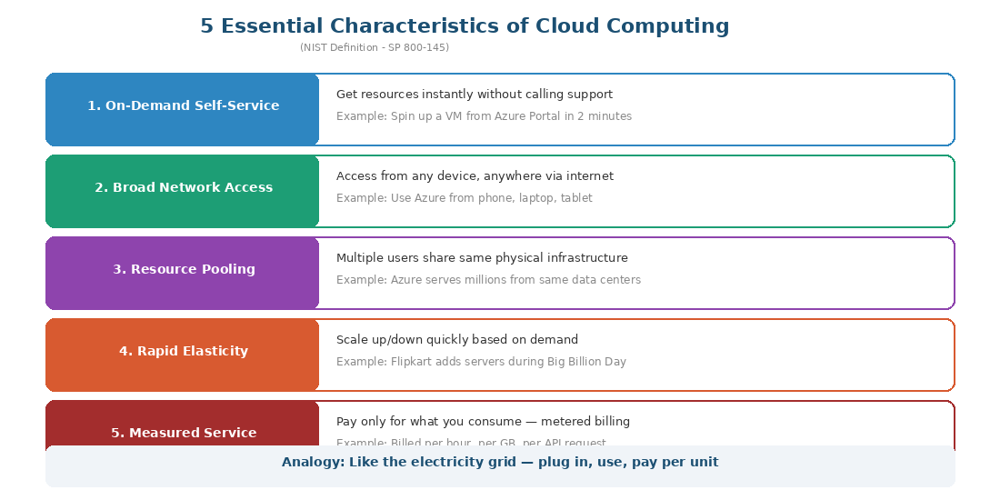 5 Essential Characteristics of Cloud Computing
(NIST Definition - SP 800-145)
1. On-Demand Self-Service
Get resources instantly without calling support
Example: Spin up a VM from Azure Portal in 2 minutes
2. Broad Network Access
Access from any device, anywhere via internet
Example: Use Azure from phone, laptop, tablet
3. Resource Pooling
Multiple users share same physical infrastructure
Example: Azure serves millions from same data centers
4. Rapid Elasticity
Scale up/down quickly based on demand
Example: Flipkart adds servers during Big Billion Day
5. Measured Service
Pay only for what you consume — metered billing
Example: Billed per hour, per GB, per API request
Analogy: Like the electricity grid — plug in, use, pay per unit